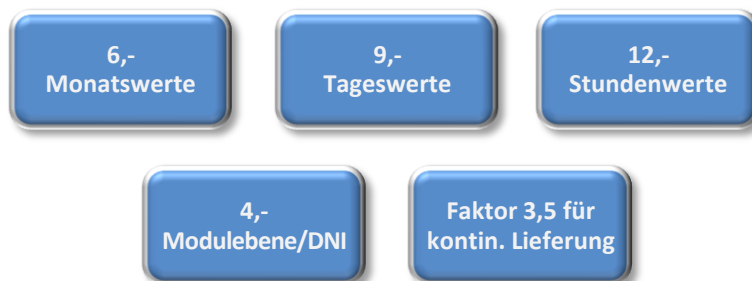 6,-
Monatswerte
9,-
Tageswerte
12,-
Stundenwerte
4,-
Modulebene/DNI
Faktor 3,5 für
kontin. Lieferung